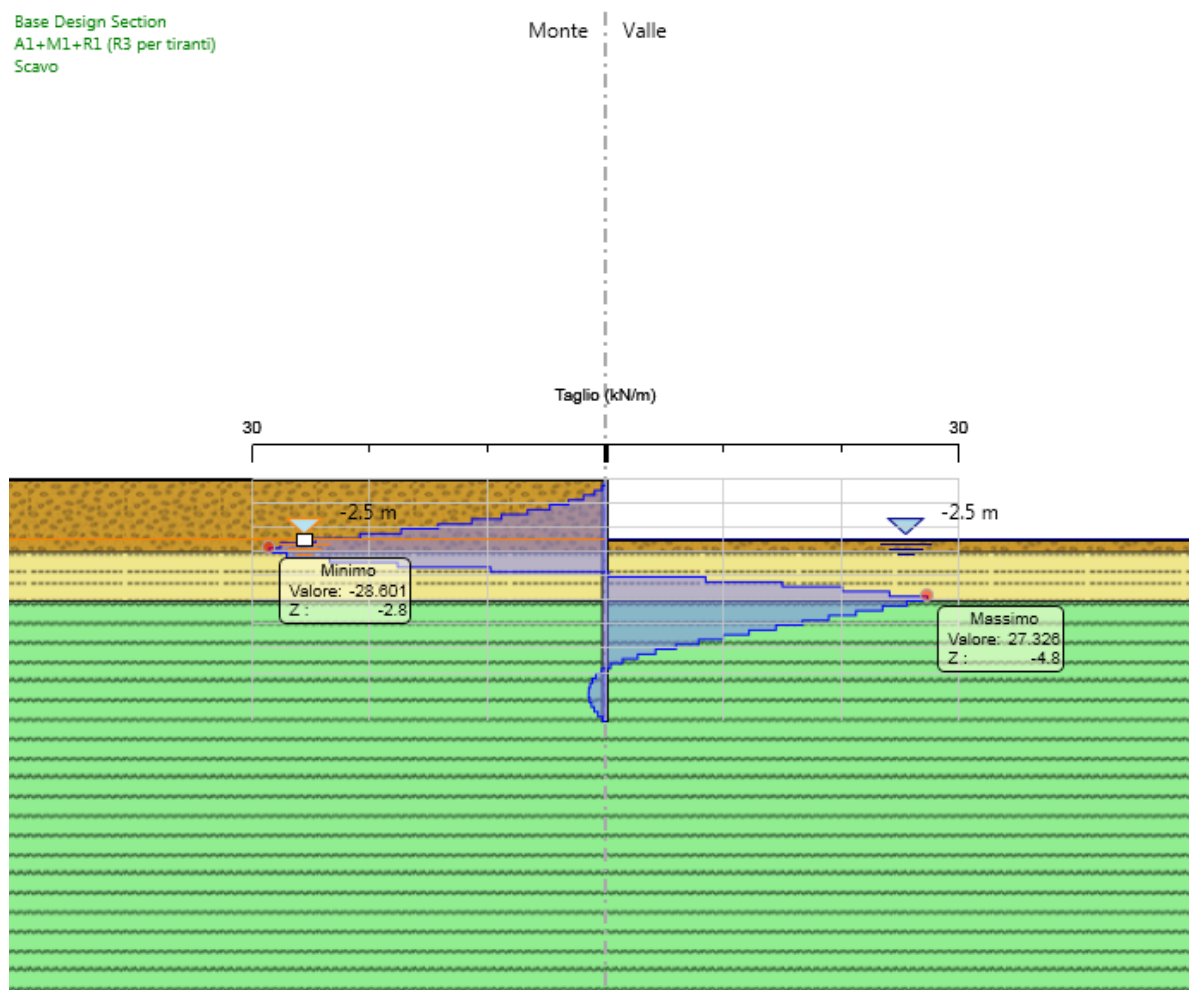 Base Design Section
A1+M1+R1 (R3 per tiranti)
Scavo
Monte
Valle
Taglio (kN/m)
30
30
-2.5 m
-2.5 m
Minimo
Valore: -28.601
Z : -2.8
Massimo
Valore: 27.326
Z : -4.8